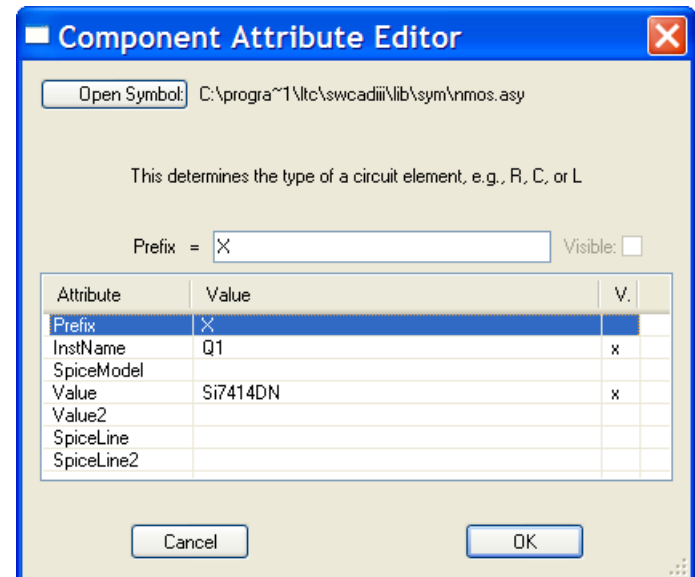 Component Attribute Editor
Open Symbol: C:\progra~1\ltc\swcadiii\lib\sym\nmos.asy
This determines the type of a circuit element, e.g., R, C, or L
Prefix = X Visible:
Attribute Value V.
Prefix X
InstName Q1 x
SpiceModel
Value Si7414DN x
Value2
SpiceLine
SpiceLine2
Cancel OK